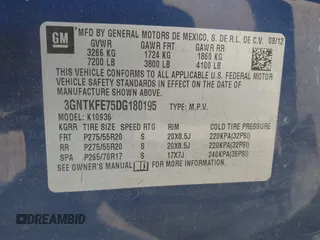 GM
MFD BY GENERAL MOTORS DE MEXICO, S. DE R.L. DE C.V.
09/12
GVWR GAWR FRT GAWR RR
3266 KG 1724 KG 1860 KG
7200 LB 3800 LB 4100 LB
THIS VEHICLE CONFORMS TO ALL APPLICABLE U.S. FEDERAL MOTOR
VEHICLE SAFETY STANDARDS IN EFFECT ON THE DATE OF
MANUFACTURE SHOWN ABOVE.
3GNTKFE75DG180195 TYPE: M.P.V.
MODEL: K10936
KGRR TIRE SIZE RIM COLD TIRE PRESSURE
FRT P275/55R20 20X8.5J 220KPA(32PSI)
RR P275/55R20 20X8.5J 220KPA(32PSI)
SPA P265/70R17 17X7J 240KPA(35PSI)
SEE OWNER'S MANUAL FOR ADDITIONAL INFORMATION.
DREAMBID